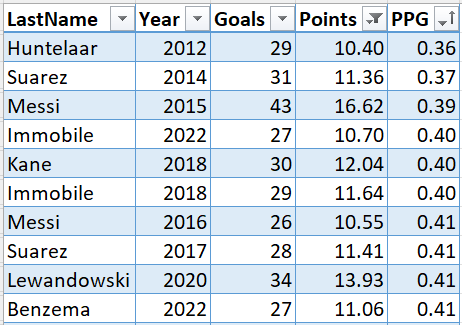 LastName Year Goals Points PPG
Huntelaar 2012 29 10.40 0.36
Suarez 2014 31 11.36 0.37
Messi 2015 43 16.62 0.39
Immobile 2022 27 10.70 0.40
Kane 2018 30 12.04 0.40
Immobile 2018 29 11.64 0.40
Messi 2016 26 10.55 0.41
Suarez 2017 28 11.41 0.41
Lewandowski 2020 34 13.93 0.41
Benzema 2022 27 11.06 0.41